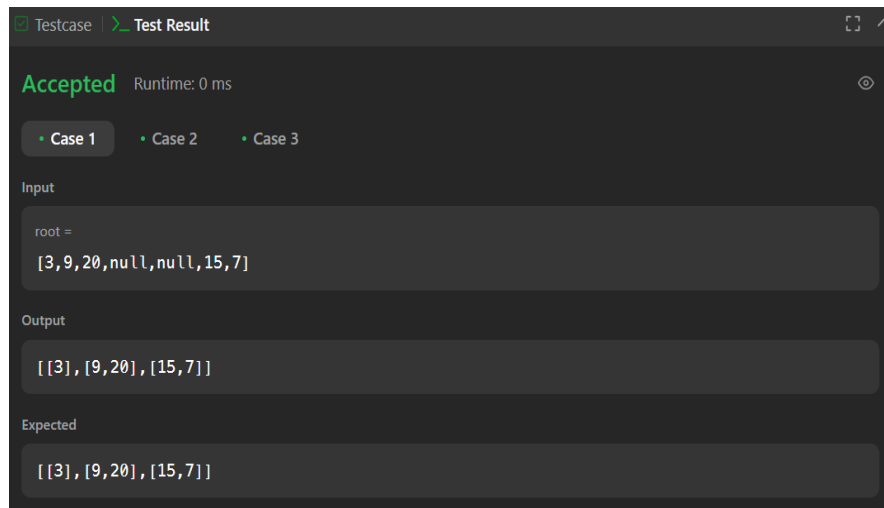 Testcase | >_ Test Result
Accepted Runtime: 0 ms
• Case 1 • Case 2 • Case 3
Input
root =
[3,9,20,null,null,15,7]
Output
[[3],[9,20],[15,7]]
Expected
[[3],[9,20],[15,7]]